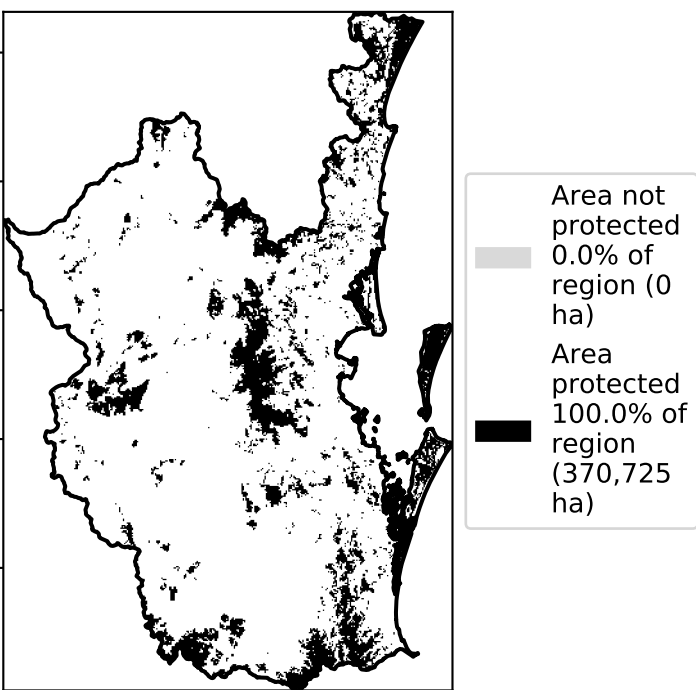 Area not
protected
0.0% of
region (0
ha)
Area
protected
100.0% of
region
(370,725
ha)